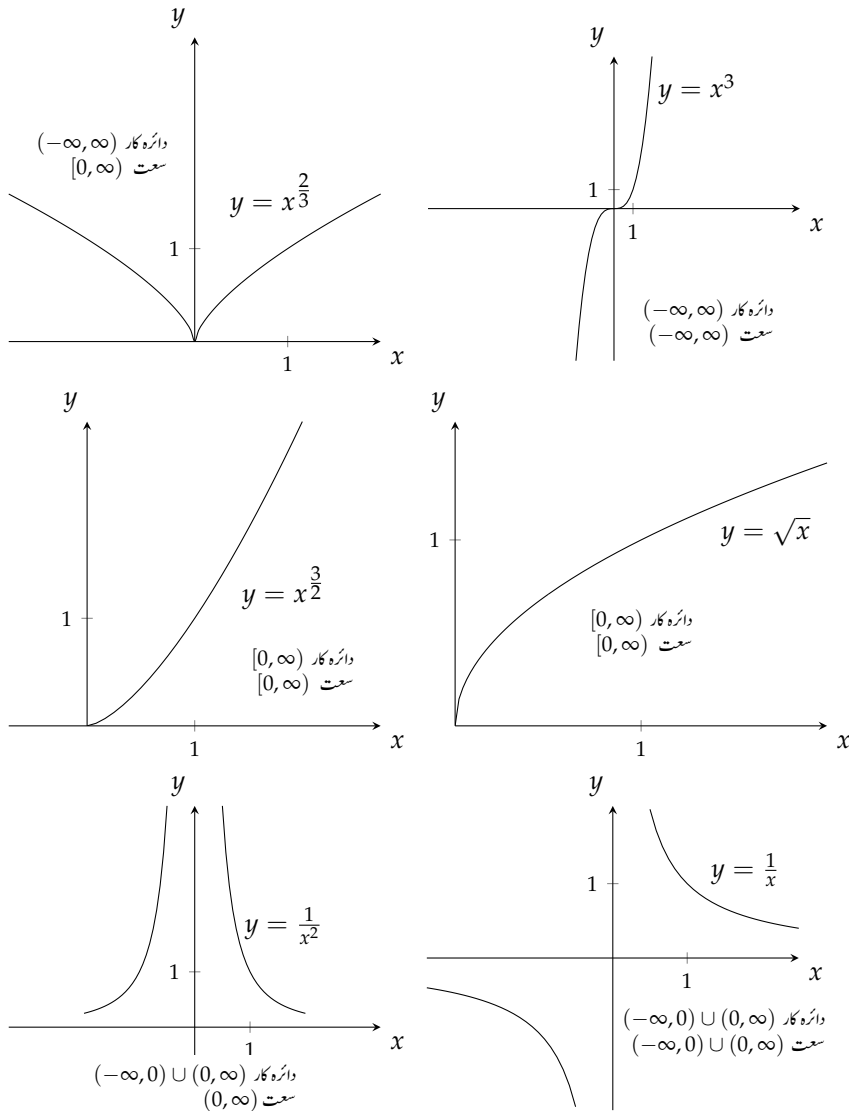 y
دائرہ کار (−∞, ∞)
سعت [0, ∞)
y = x^{2/3}
1
1
x
y
y = x³
1
1
x
دائرہ کار (−∞, ∞)
سعت (−∞, ∞)
y
y = x^{3/2}
1
دائرہ کار [0, ∞)
سعت [0, ∞)
1
x
y
1
y = √x
دائرہ کار [0, ∞)
سعت [0, ∞)
1
x
y
y = 1/x²
1
1
x
دائرہ کار (−∞, 0) ∪ (0, ∞)
سعت (0, ∞)
y
y = 1/x
1
1
x
دائرہ کار (−∞, 0) ∪ (0, ∞)
سعت (−∞, 0) ∪ (0, ∞)